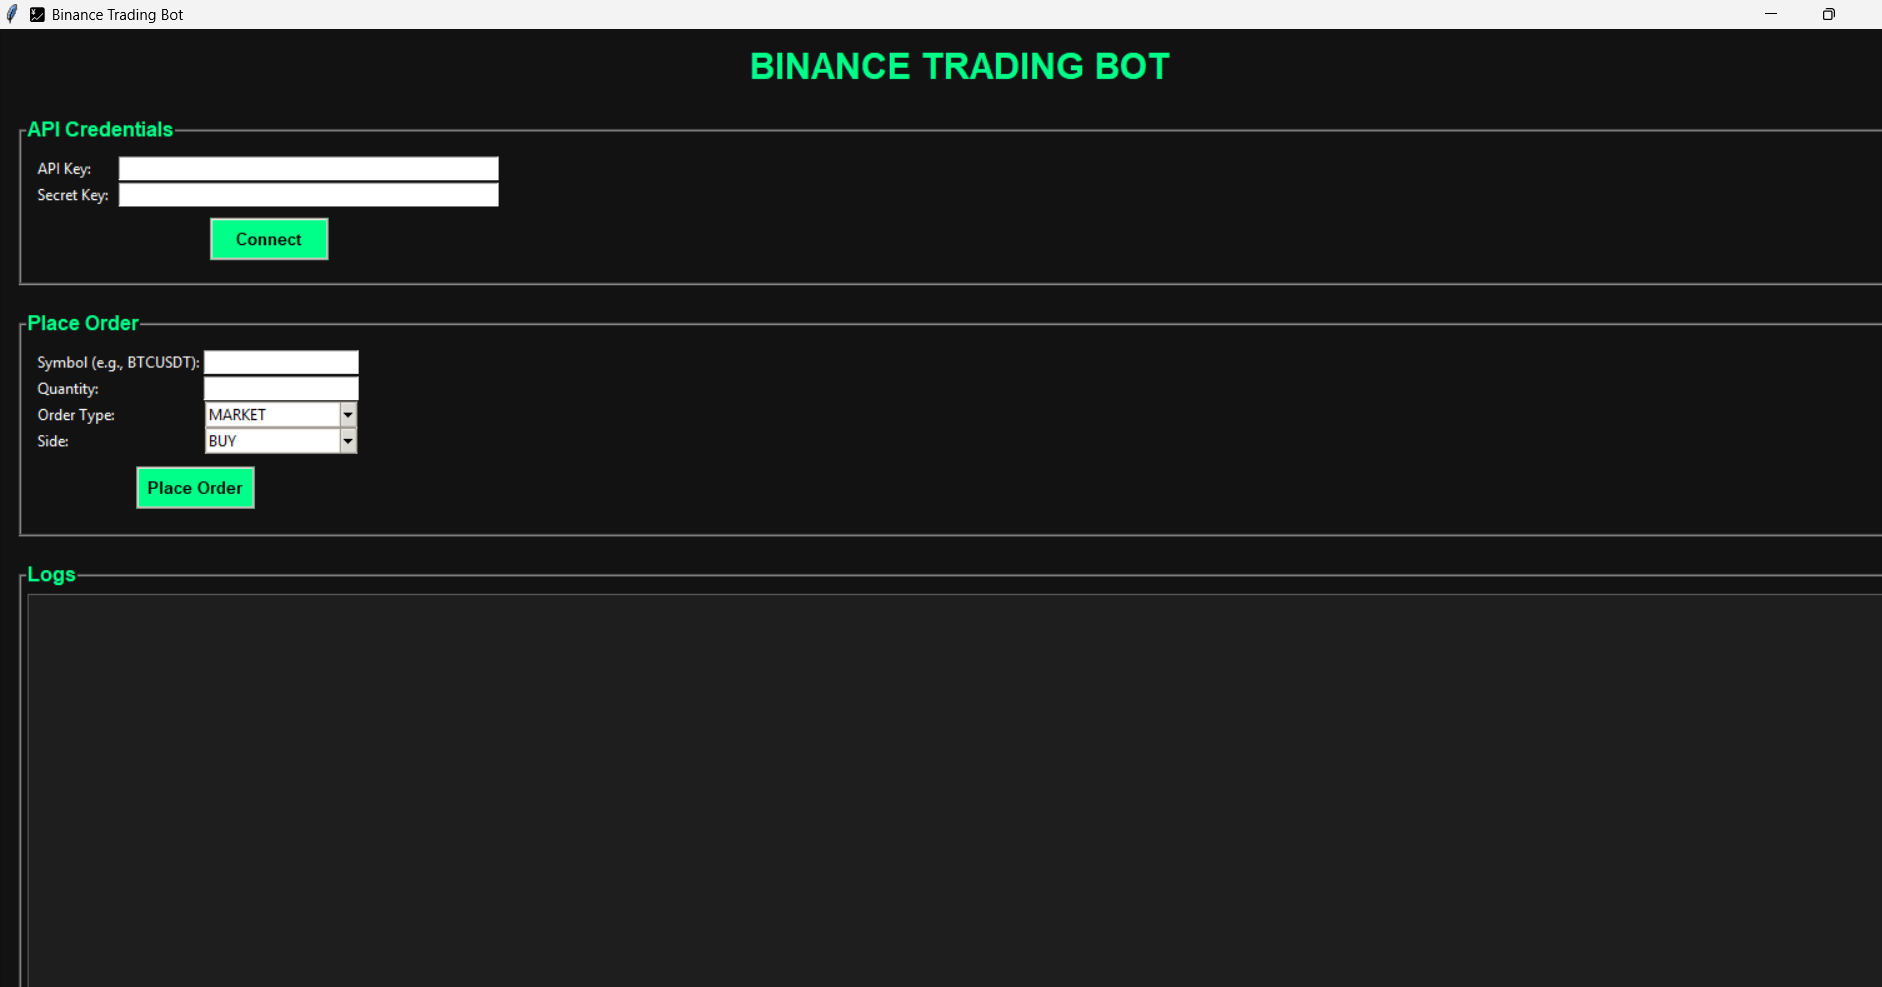 Binance Trading Bot
BINANCE TRADING BOT
API Credentials
API Key:
Secret Key:
Connect
Place Order
Symbol (e.g., BTCUSDT):
Quantity:
Order Type: MARKET
Side: BUY
Place Order
Logs